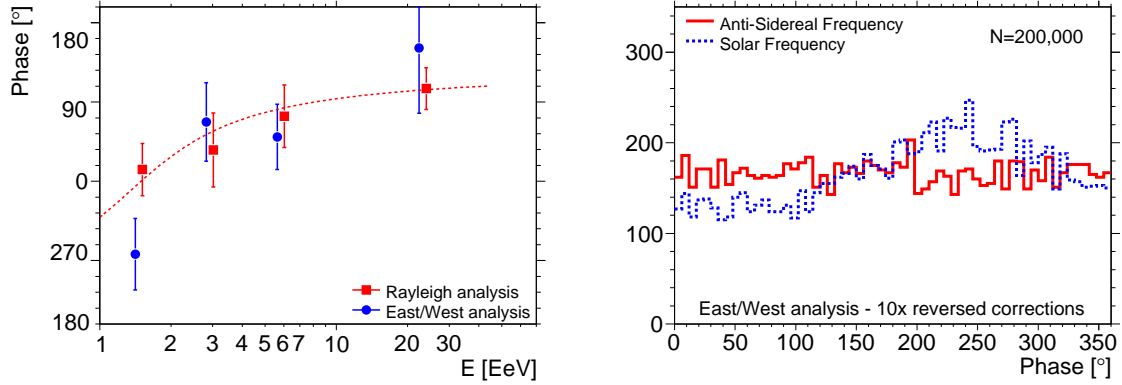 Phase [°]
180
90
0
270
180
Rayleigh analysis
East/West analysis
1 2 3 4 5 6 7 10 20 30
E [EeV]
Anti-Sidereal Frequency
Solar Frequency
N=200,000
300
200
100
0
East/West analysis - 10x reversed corrections
0 50 100 150 200 250 300 350
Phase [°]